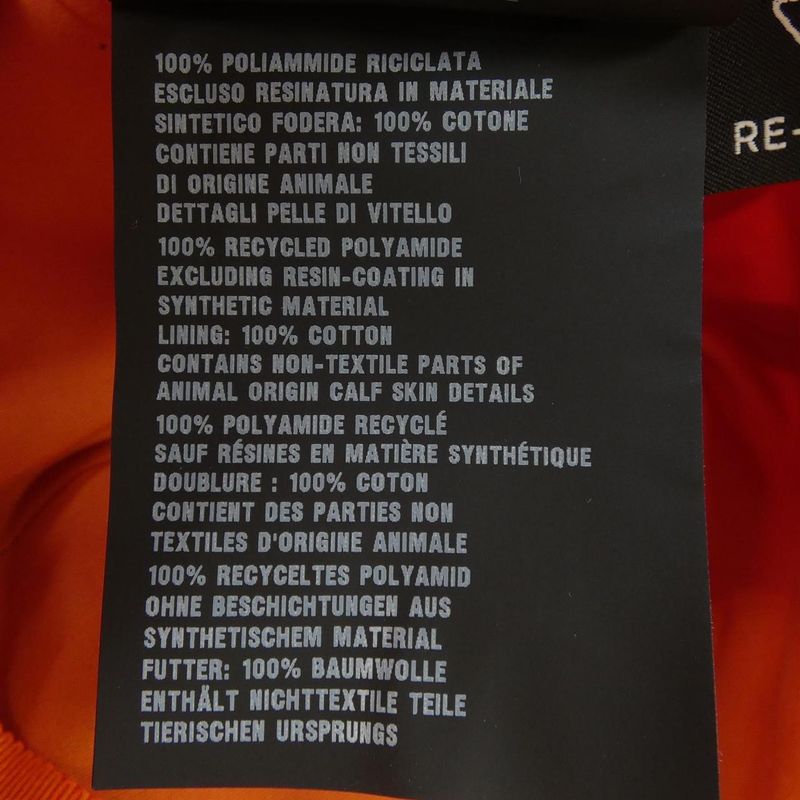 100% POLIAMMIDE RICICLATA
ESCLUSO RESINATURA IN MATERIALE
SINTETICO FODERA: 100% COTONE
CONTIENE PARTI NON TESSILI
DI ORIGINE ANIMALE
DETTAGLI PELLE DI VITELLO
100% RECYCLED POLYAMIDE
EXCLUDING RESIN-COATING IN
SYNTHETIC MATERIAL
LINING: 100% COTTON
CONTAINS NON-TEXTILE PARTS OF
ANIMAL ORIGIN CALF SKIN DETAILS
100% POLYAMIDE RECYCLÉ
SAUF RÉSINES EN MATIÈRE SYNTHÉTIQUE
DOUBLURE : 100% COTON
CONTIENT DES PARTIES NON
TEXTILES D'ORIGINE ANIMALE
100% RECYCELTES POLYAMID
OHNE BESCHICHTUNGEN AUS
SYNTHETISCHEM MATERIAL
FUTTER: 100% BAUMWOLLE
ENTHÄLT NICHTTEXTILE TEILE
TIERISCHEN URSPRUNGS
RE-